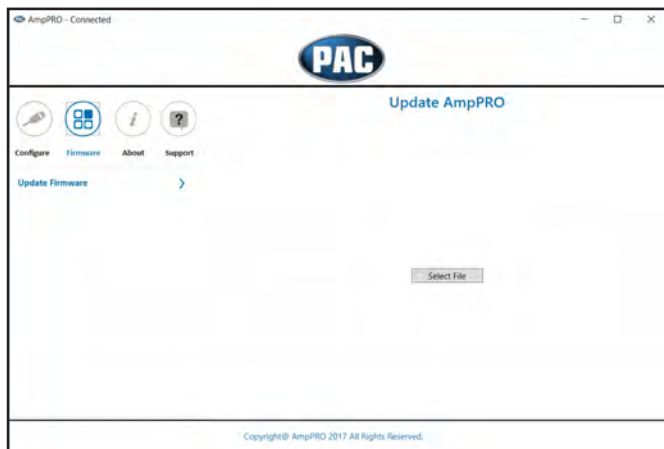 AmpPRO - Connected
PAC
Configure Firmware About Support
Update Firmware
Update AmpPRO
Select File
Copyright@ AmpPRO 2017 All Rights Reserved.